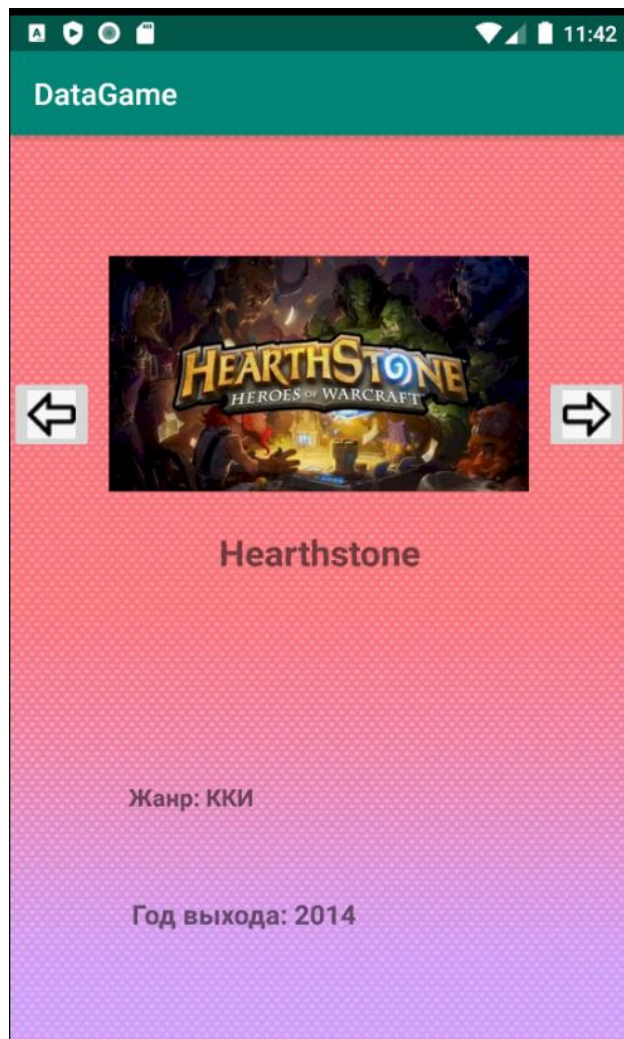 11:42
DataGame
HEARTHSTONE
HEROES OF WARCRAFT
Hearthstone
Жанр: ККИ
Год выхода: 2014